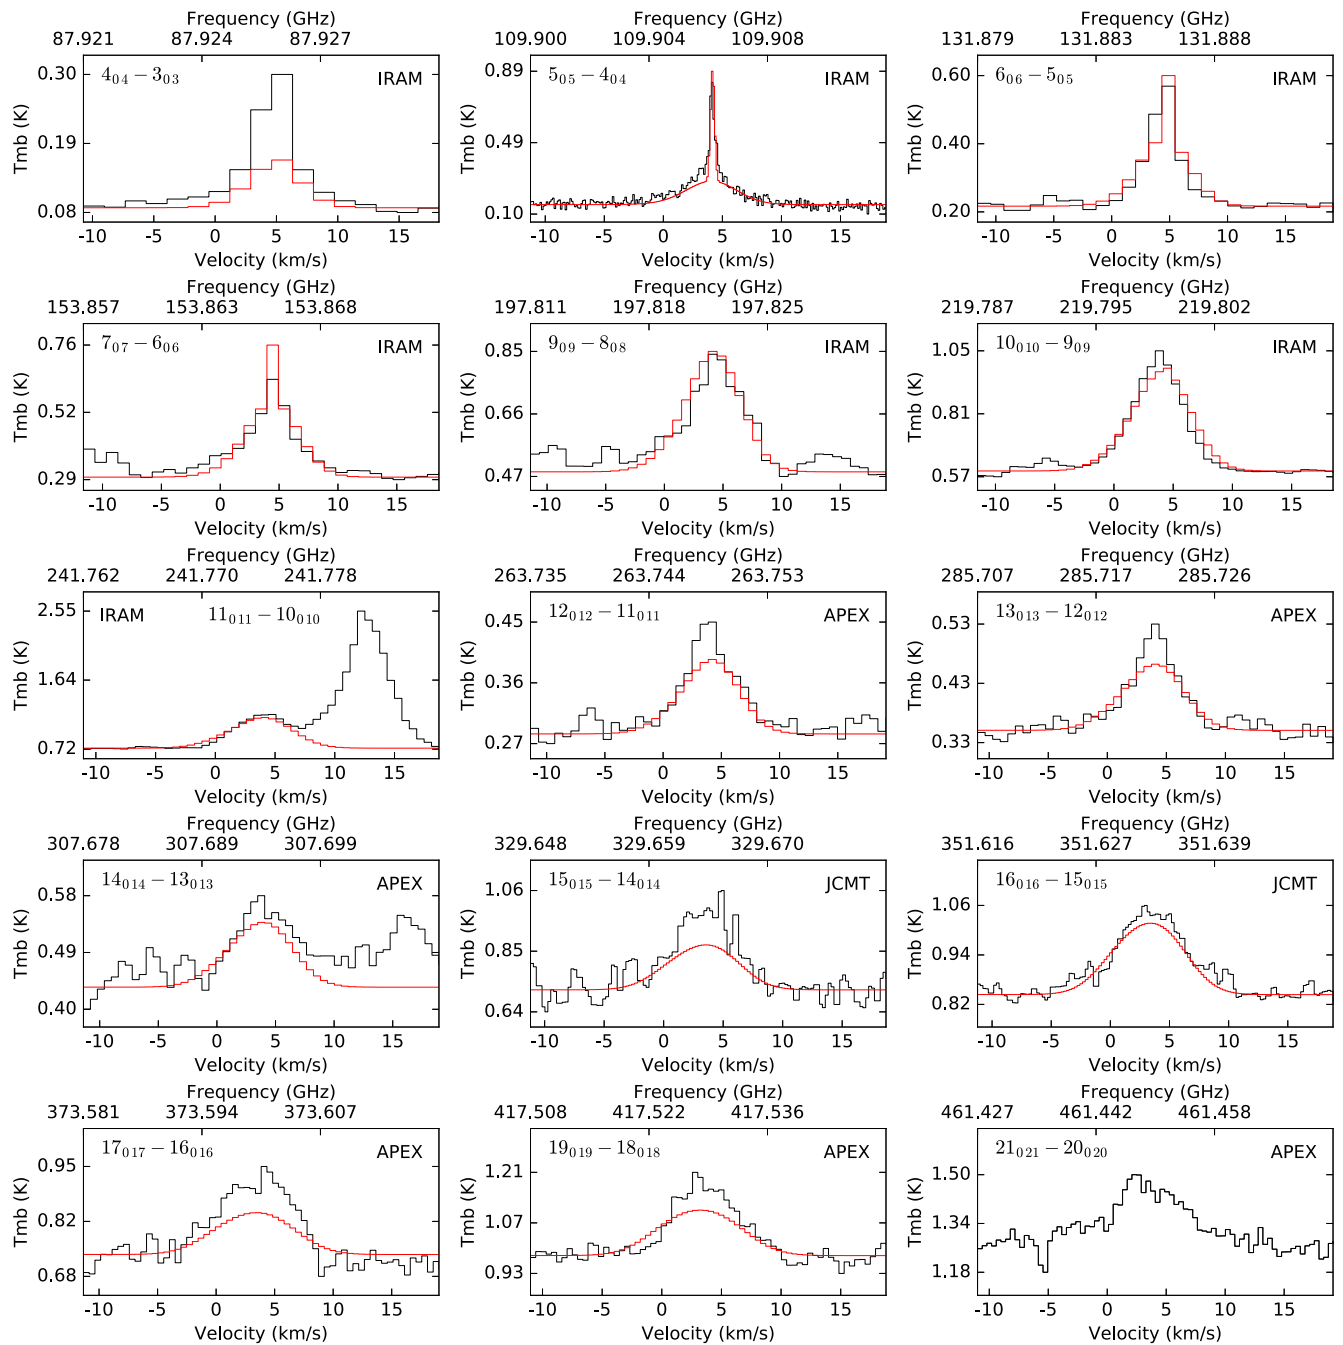 Frequency (GHz) Frequency (GHz) Frequency (GHz)
87.921 87.924 87.927 109.900 109.904 109.908 131.879 131.883 131.888
4₀₄ − 3₀₃ IRAM 5₀₅ − 4₀₄ IRAM 6₀₆ − 5₀₅ IRAM
Tmb (K) 0.30 0.19 0.08 Tmb (K) 0.89 0.49 0.10 Tmb (K) 0.60 0.40 0.20
-10 -5 0 5 10 15 -10 -5 0 5 10 15 -10 -5 0 5 10 15
Velocity (km/s) Velocity (km/s) Velocity (km/s)
Frequency (GHz) Frequency (GHz) Frequency (GHz)
153.857 153.863 153.868 197.811 197.818 197.825 219.787 219.795 219.802
7₀₇ − 6₀₆ IRAM 9₀₉ − 8₀₈ IRAM 10₀₁₀ − 9₀₉ IRAM
Tmb (K) 0.76 0.52 0.29 Tmb (K) 0.85 0.66 0.47 Tmb (K) 1.05 0.81 0.57
-10 -5 0 5 10 15 -10 -5 0 5 10 15 -10 -5 0 5 10 15
Velocity (km/s) Velocity (km/s) Velocity (km/s)
Frequency (GHz) Frequency (GHz) Frequency (GHz)
241.762 241.770 241.778 263.735 263.744 263.753 285.707 285.717 285.726
IRAM 11₀₁₁ − 10₀₁₀ 12₀₁₂ − 11₀₁₁ APEX 13₀₁₃ − 12₀₁₂ APEX
Tmb (K) 2.55 1.64 0.72 Tmb (K) 0.45 0.36 0.27 Tmb (K) 0.53 0.43 0.33
-10 -5 0 5 10 15 -10 -5 0 5 10 15 -10 -5 0 5 10 15
Velocity (km/s) Velocity (km/s) Velocity (km/s)
Frequency (GHz) Frequency (GHz) Frequency (GHz)
307.678 307.689 307.699 329.648 329.659 329.670 351.616 351.627 351.639
14₀₁₄ − 13₀₁₃ APEX 15₀₁₅ − 14₀₁₄ JCMT 16₀₁₆ − 15₀₁₅ JCMT
Tmb (K) 0.58 0.49 0.40 Tmb (K) 1.06 0.85 0.64 Tmb (K) 1.06 0.94 0.82
-10 -5 0 5 10 15 -10 -5 0 5 10 15 -10 -5 0 5 10 15
Velocity (km/s) Velocity (km/s) Velocity (km/s)
Frequency (GHz) Frequency (GHz) Frequency (GHz)
373.581 373.594 373.607 417.508 417.522 417.536 461.427 461.442 461.458
17₀₁₇ − 16₀₁₆ APEX 19₀₁₉ − 18₀₁₈ APEX 21₀₂₁ − 20₀₂₀ APEX
Tmb (K) 0.95 0.82 0.68 Tmb (K) 1.21 1.07 0.93 Tmb (K) 1.50 1.34 1.18
-10 -5 0 5 10 15 -10 -5 0 5 10 15 -10 -5 0 5 10 15
Velocity (km/s) Velocity (km/s) Velocity (km/s)